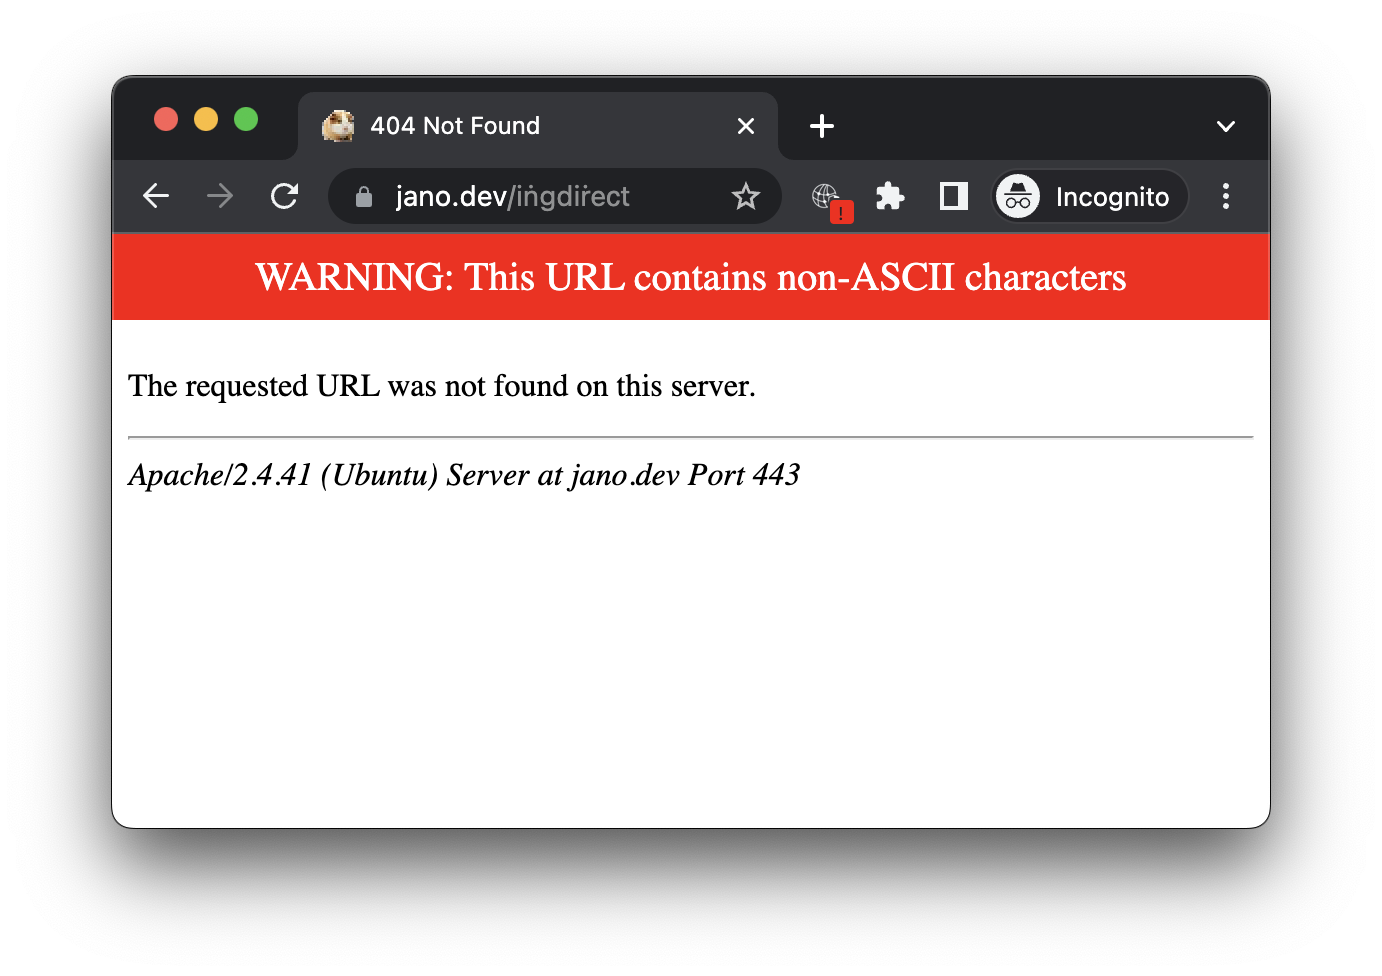 404 Not Found
jano.dev/iṅgdiṙect
Incognito
WARNING: This URL contains non-ASCII characters
The requested URL was not found on this server.
Apache/2.4.41 (Ubuntu) Server at jano.dev Port 443